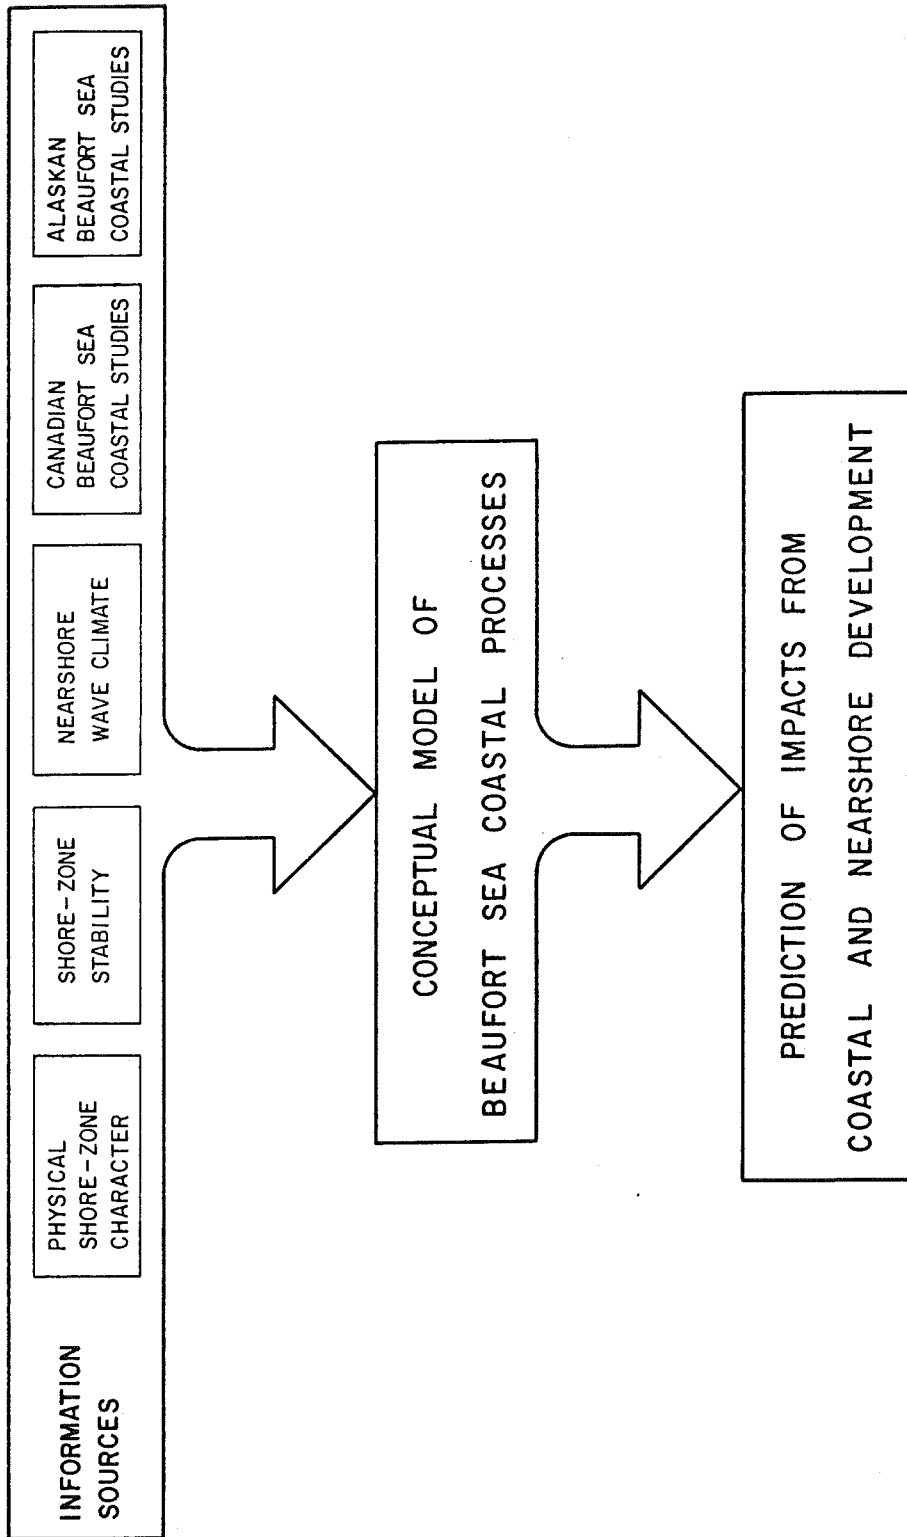 INFORMATION
SOURCES
PHYSICAL
SHORE-ZONE
CHARACTER
SHORE-ZONE
STABILITY
NEARSHORE
WAVE CLIMATE
CANADIAN
BEAUFORT SEA
COASTAL STUDIES
ALASKAN
BEAUFORT SEA
COASTAL STUDIES
CONCEPTUAL MODEL OF
BEAUFORT SEA COASTAL PROCESSES
PREDICTION OF IMPACTS FROM
COASTAL AND NEARSHORE DEVELOPMENT